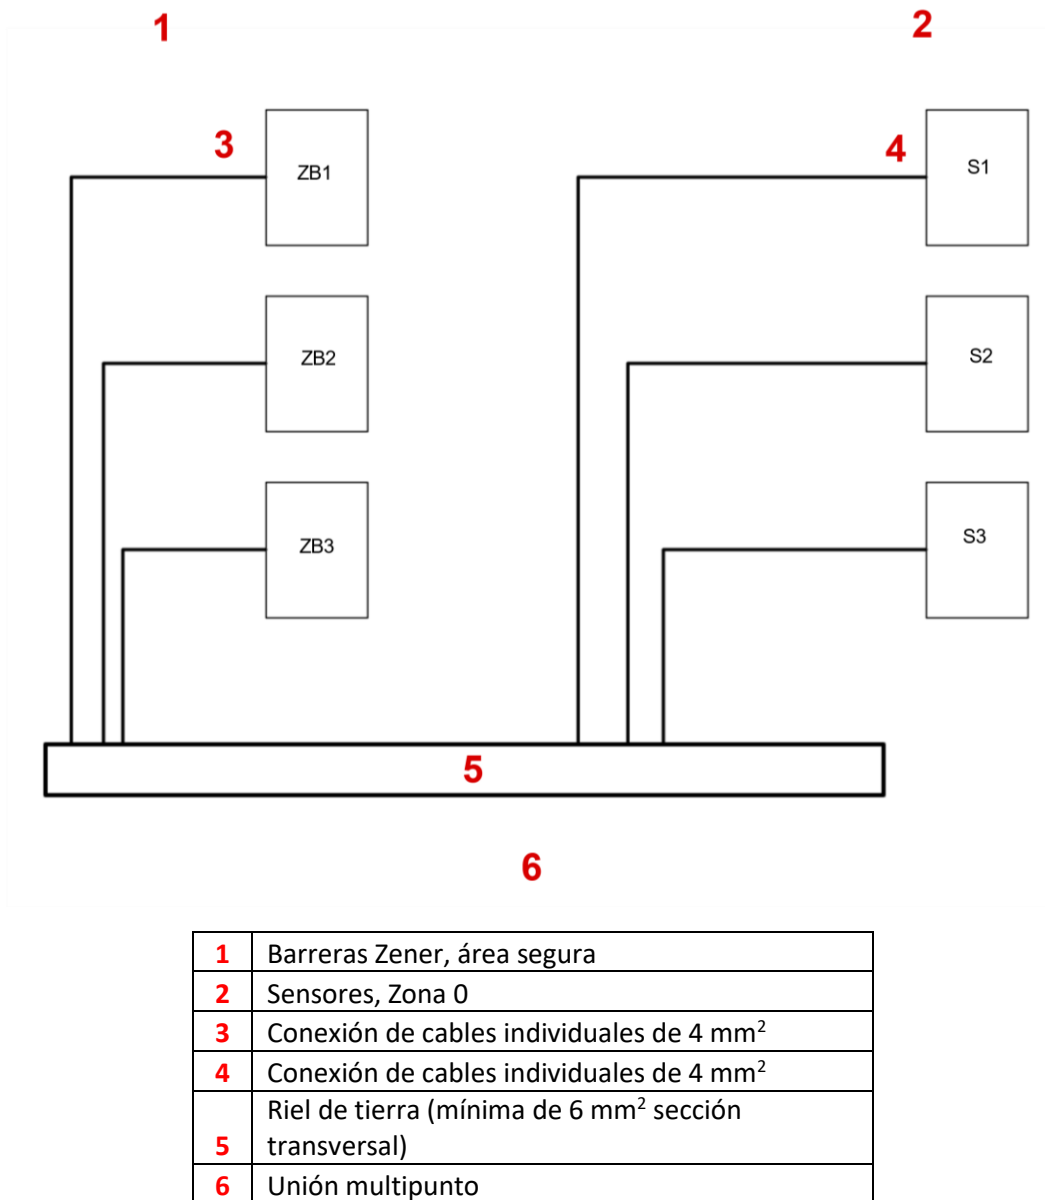 1
2
3
ZB1
4
S1
ZB2
S2
ZB3
S3
5
6
1 Barreras Zener, área segura
2 Sensores, Zona 0
3 Conexión de cables individuales de 4 mm²
4 Conexión de cables individuales de 4 mm²
5 Riel de tierra (mínima de 6 mm² sección
transversal)
6 Unión multipunto